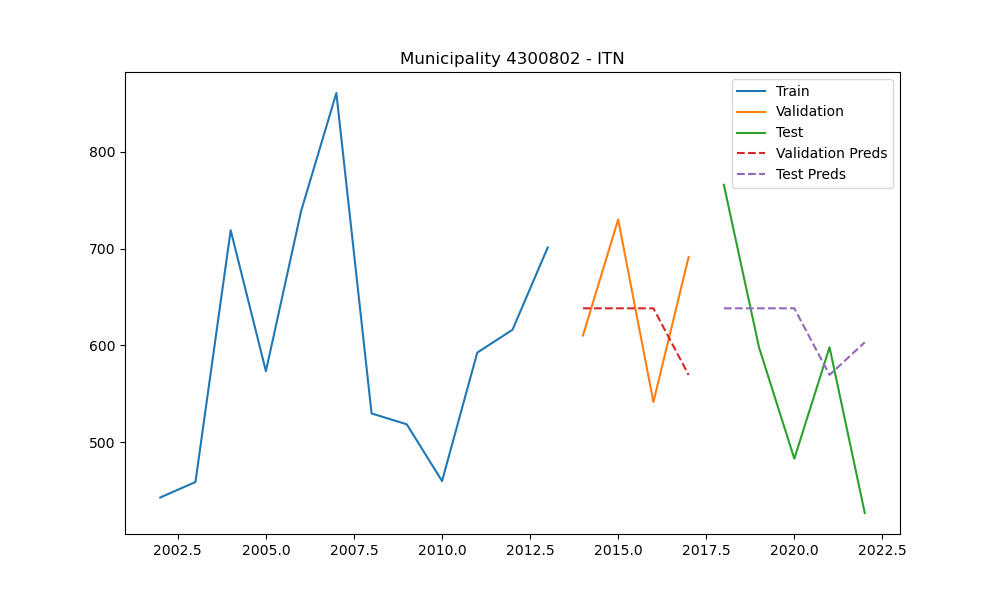 Municipality 4300802 - ITN
Train
Validation
Test
Validation Preds
Test Preds
800
700
600
500
2002.5 2005.0 2007.5 2010.0 2012.5 2015.0 2017.5 2020.0 2022.5